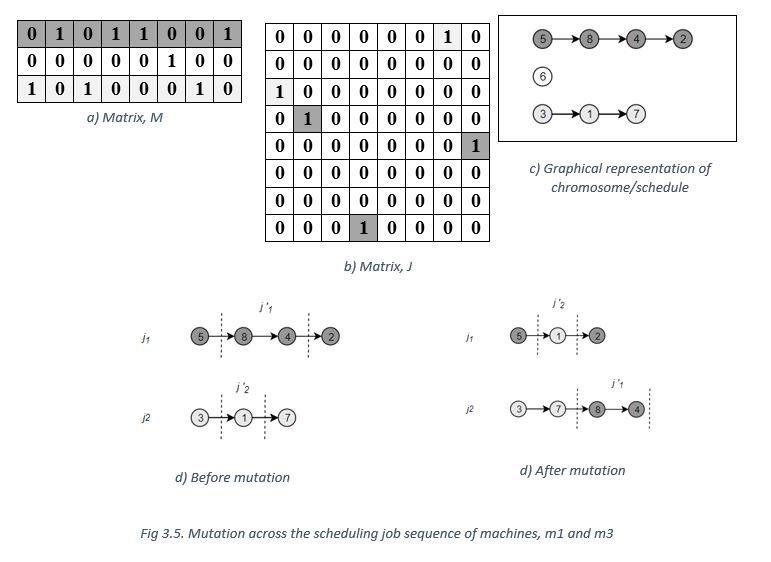 0 1 0 1 1 0 0 1
0 0 0 0 0 1 0 0
1 0 1 0 0 0 1 0
a) Matrix, M
0 0 0 0 0 0 1 0
0 0 0 0 0 0 0 0
1 0 0 0 0 0 0 0
0 1 0 0 0 0 0 0
0 0 0 0 0 0 0 1
0 0 0 0 0 0 0 0
0 0 0 0 0 0 0 0
0 0 0 1 0 0 0 0
b) Matrix, J
5 8 4 2
6
3 1 7
c) Graphical representation of
chromosome/schedule
j'1
j1 5 8 4 2
j'2
j2 3 1 7
d) Before mutation
j'2
j1 5 1 2
j'1
j2 3 7 8 4
d) After mutation
Fig 3.5. Mutation across the scheduling job sequence of machines, m1 and m3